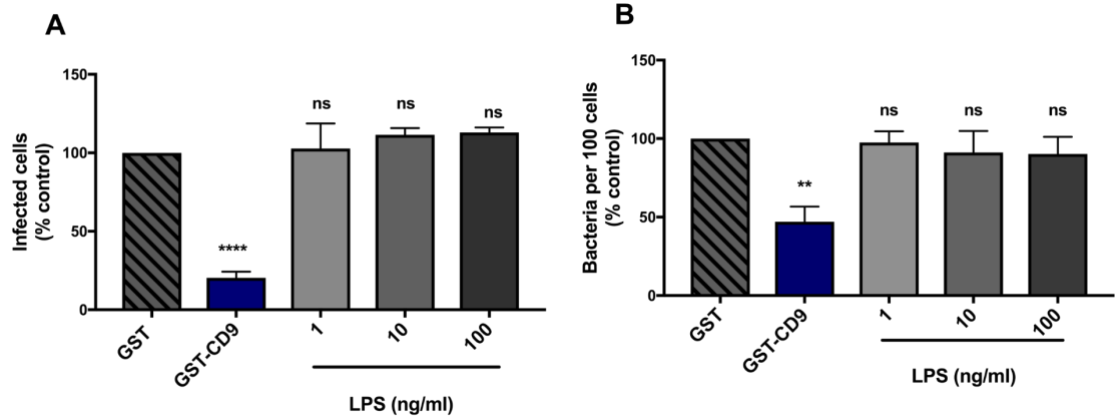 A
Infected cells
(% control)
150
100
50
0
****
ns
ns
ns
GST
GST-CD9
1
10
100
LPS (ng/ml)
B
Bacteria per 100 cells
(% control)
150
100
50
0
**
ns
ns
ns
GST
GST-CD9
1
10
100
LPS (ng/ml)